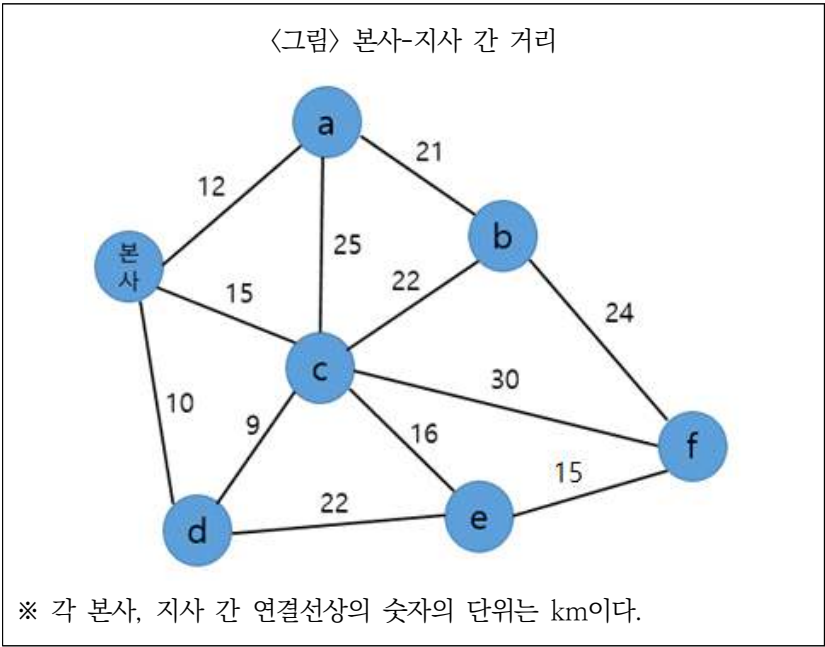 〈그림〉 본사-지사 간 거리
a
21
12
b
본
사
25
22
15
24
c
30
10
9
16
f
15
22
e
d
※ 각 본사, 지사 간 연결선상의 숫자의 단위는 km이다.